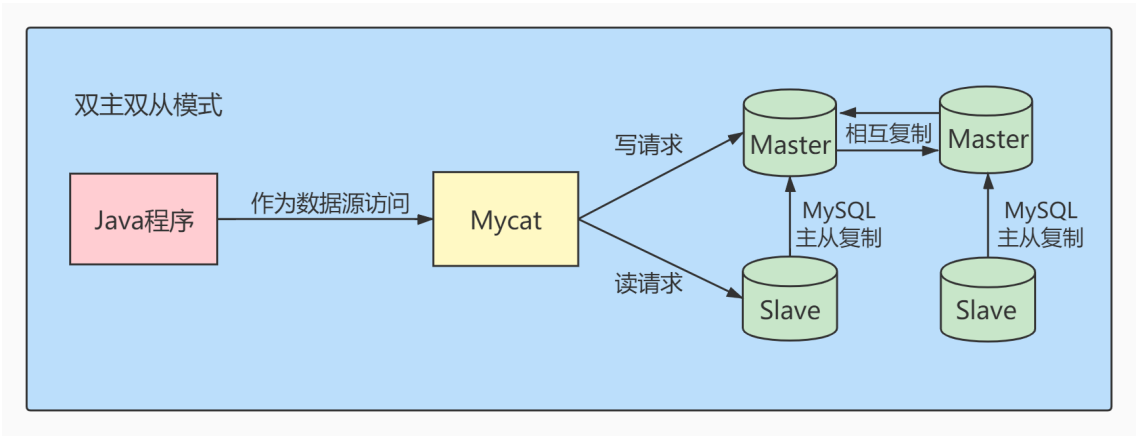 双主双从模式
Java程序
作为数据源访问
Mycat
写请求
读请求
Master
相互复制
Master
MySQL
主从复制
MySQL
主从复制
Slave
Slave